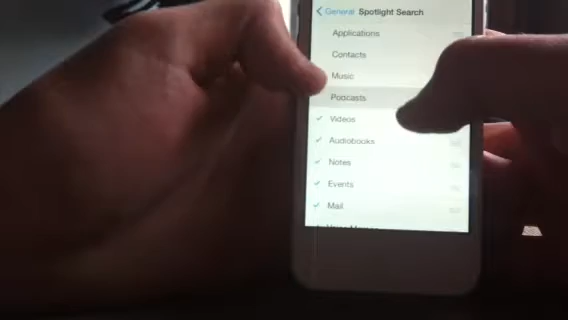 General Spotlight Search
Applications
Contacts
Music
Podcasts
Videos
Audiobooks
Notes
Events
Mail